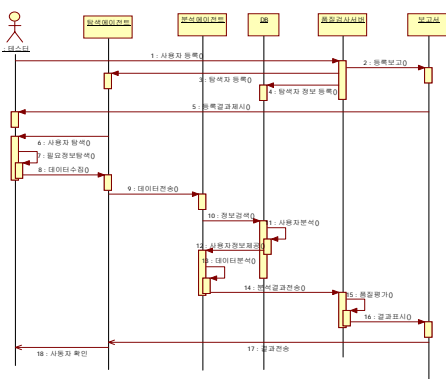 탐색에이전트
분석에이전트
DB
품질검사서버
보고서
: 테스터
1 : 사용자 등록()
2 : 등록보고()
3 : 탐색자 등록()
4 : 탐색자 정보 등록()
5 : 등록결과제시()
6 : 사용자 탐색()
7 : 필요정보탐색()
8 : 데이터수집()
9 : 데이터전송()
10 : 정보검색()
11 : 사용자분석()
12 : 사용자정보제공()
13 : 데이터분석()
14 : 분석결과전송()
15 : 품질평가()
16 : 결과표시()
17 : 결과전송
18 : 사용자 확인